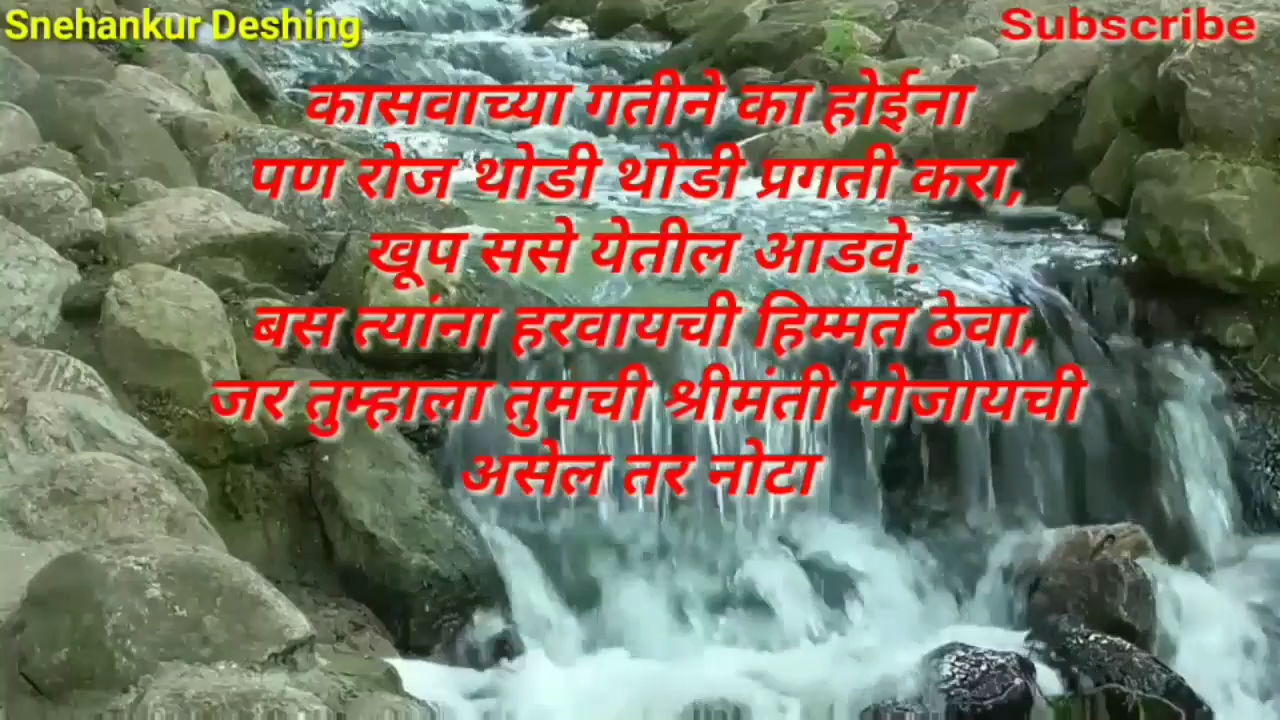 Snehankur Deshing
Subscribe
कासवाच्या गतीने का होईना
पण रोज थोडी थोडी प्रगती करा,
खूप ससे येतील आडवे.
बस त्यांना हरवायची हिम्मत ठेवा,
जर तुम्हाला तुमची श्रीमंती मोजायची
असेल तर नोटा